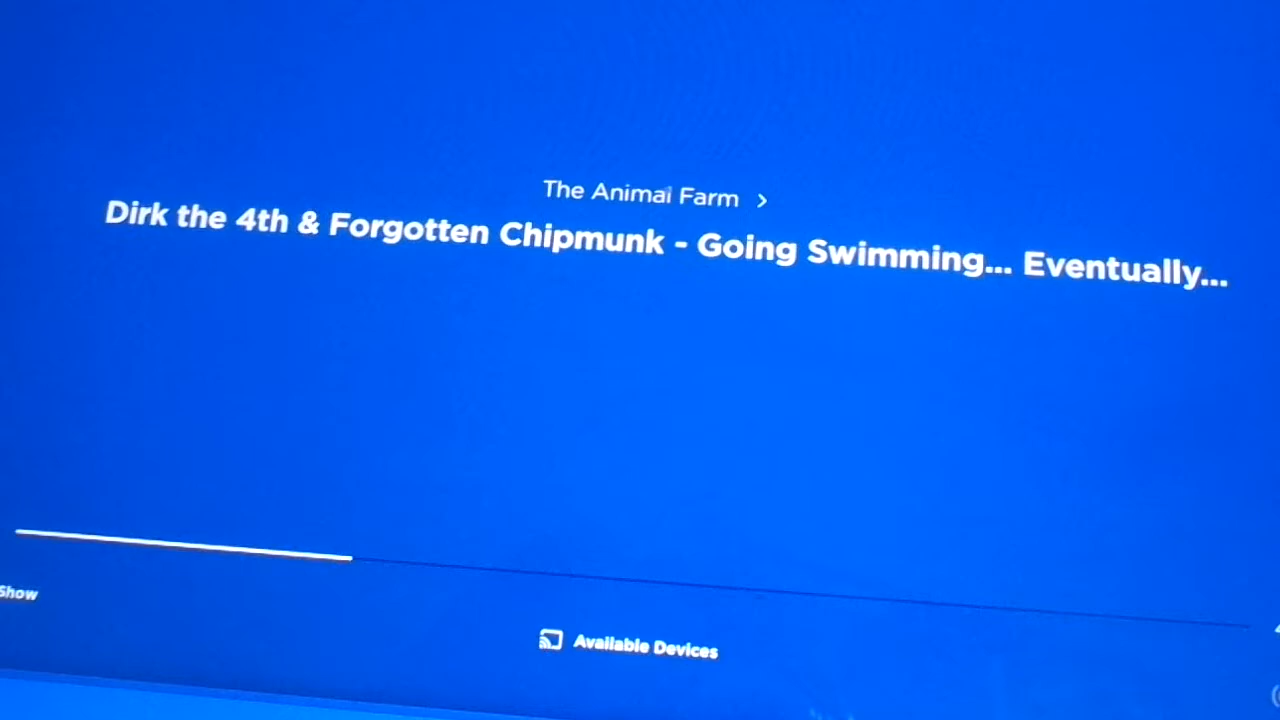 The Animal Farm >
Dirk the 4th & Forgotten Chipmunk - Going Swimming... Eventually...
Show
Available Devices